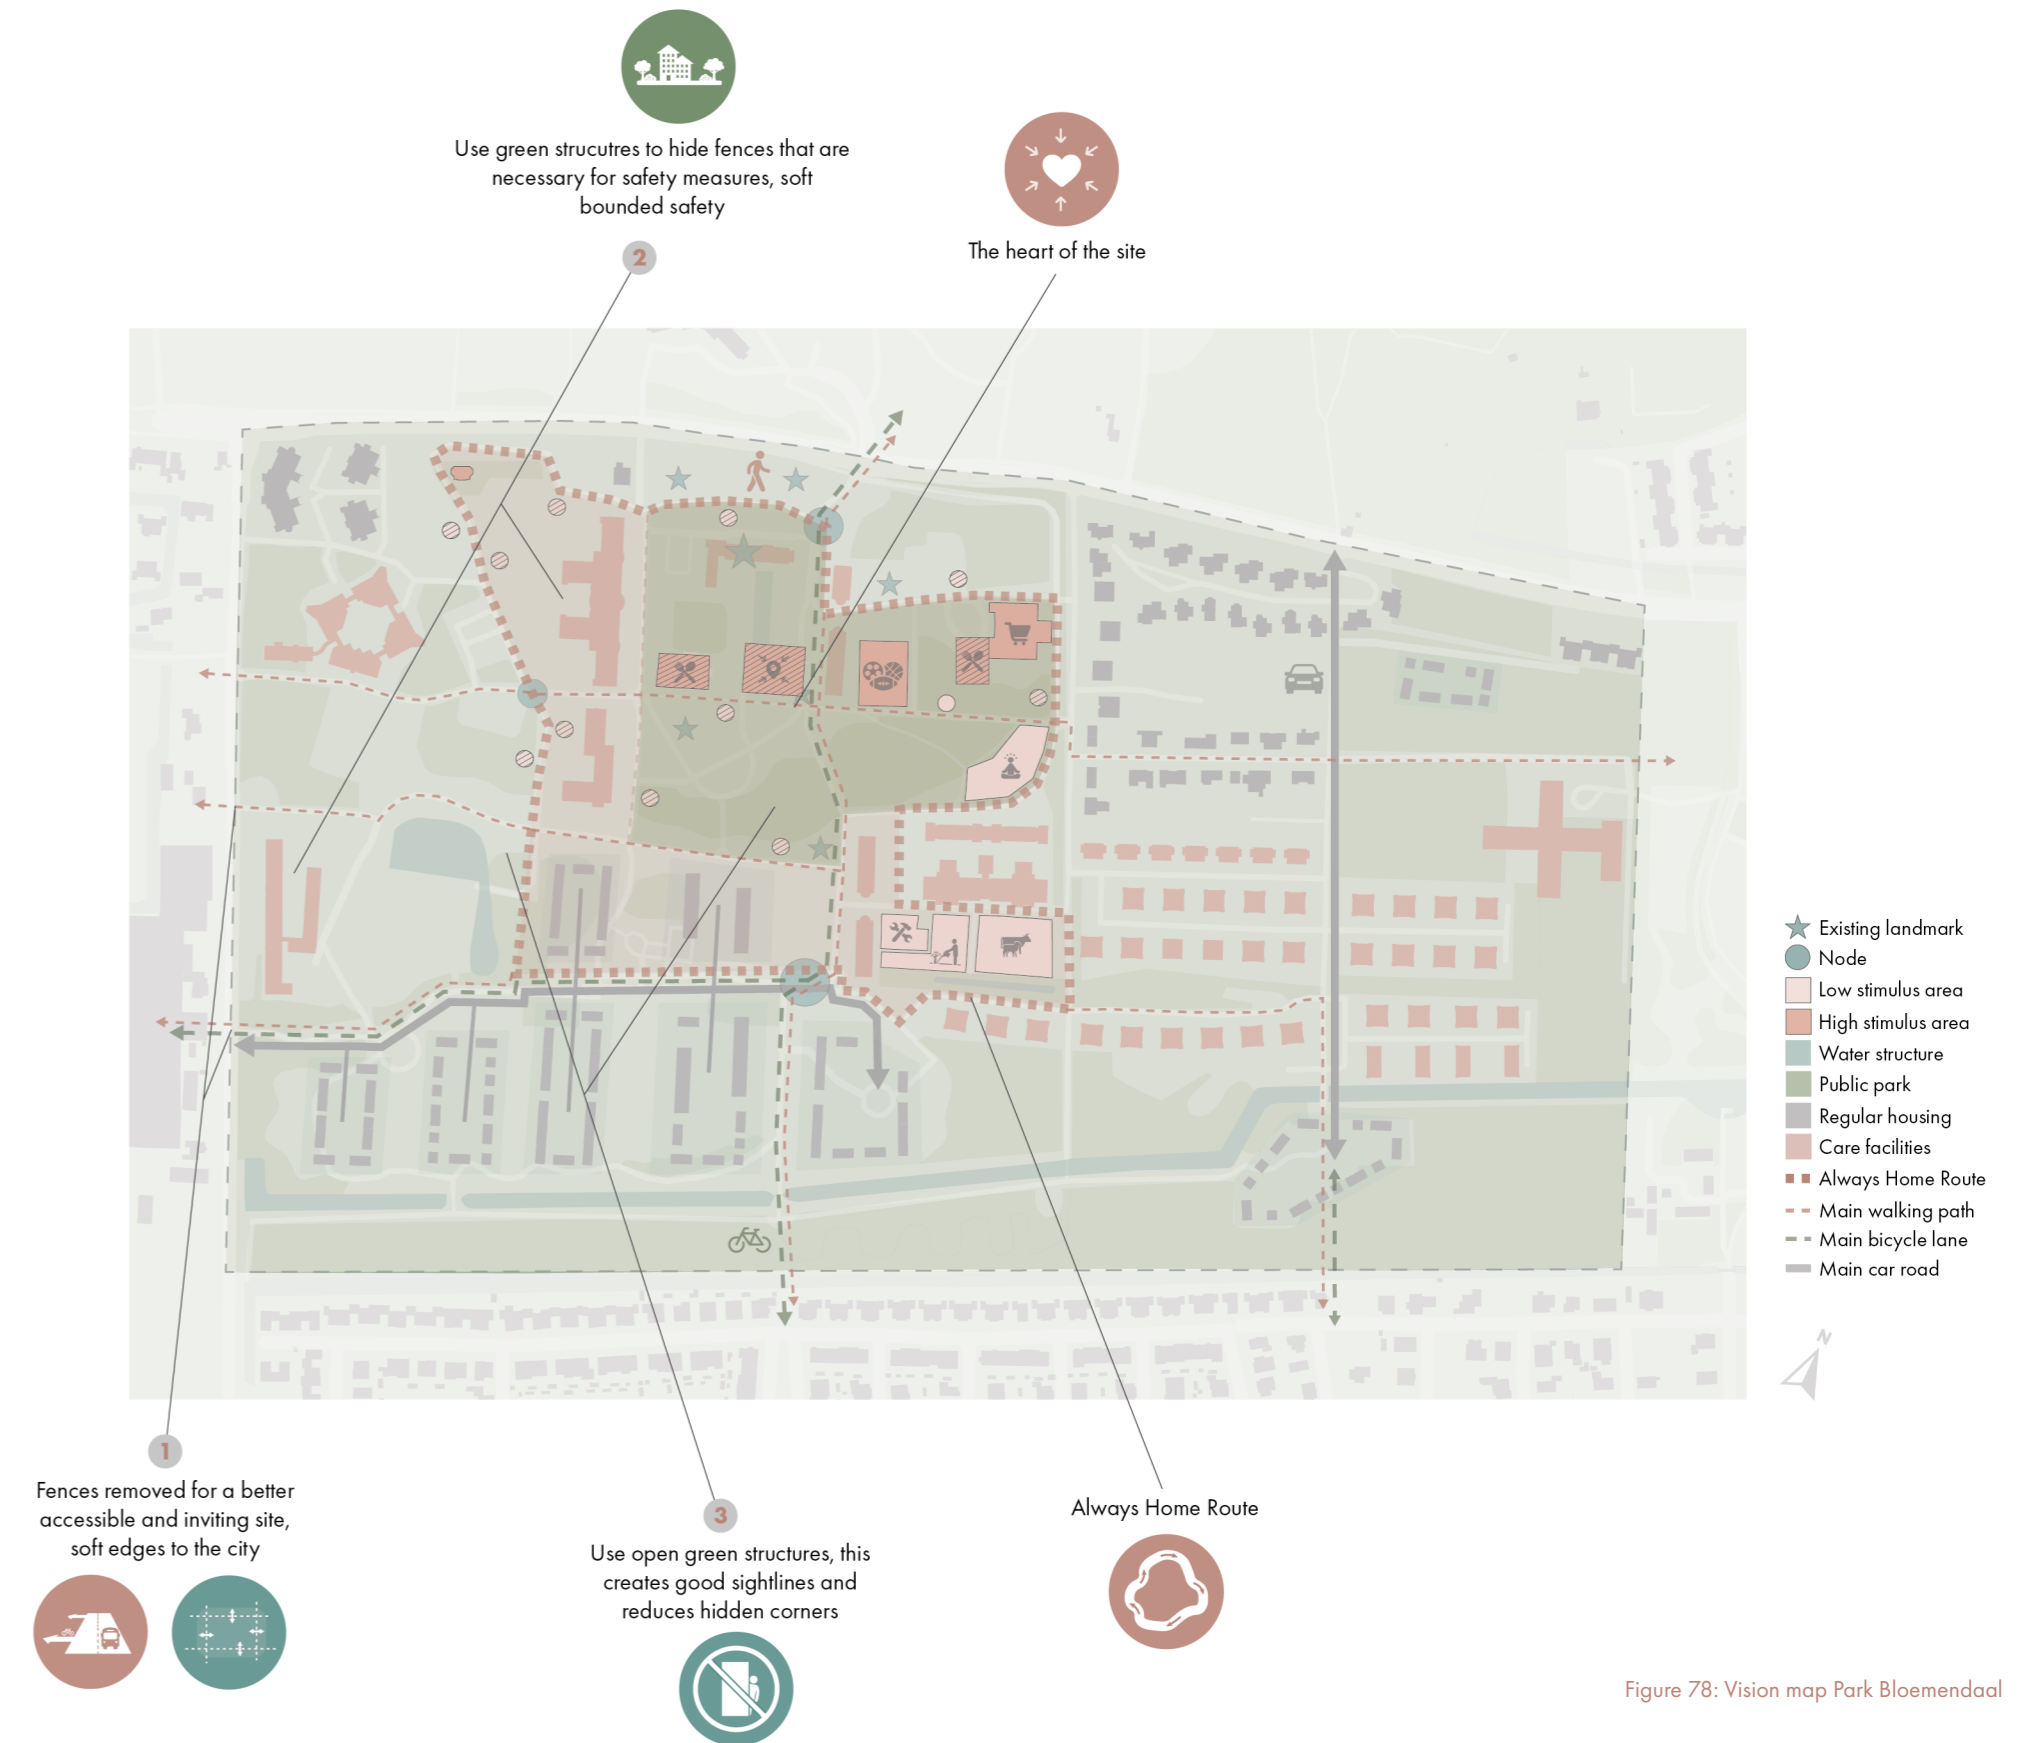 Use green strucutres to hide fences that are
necessary for safety measures, soft
bounded safety
2
The heart of the site
Existing landmark
Node
Low stimulus area
High stimulus area
Water structure
Public park
Regular housing
Care facilities
Always Home Route
Main walking path
Main bicycle lane
Main car road
N
1
Fences removed for a better
accessible and inviting site,
soft edges to the city
3
Use open green structures, this
creates good sightlines and
reduces hidden corners
Always Home Route
Figure 78: Vision map Park Bloemendaal